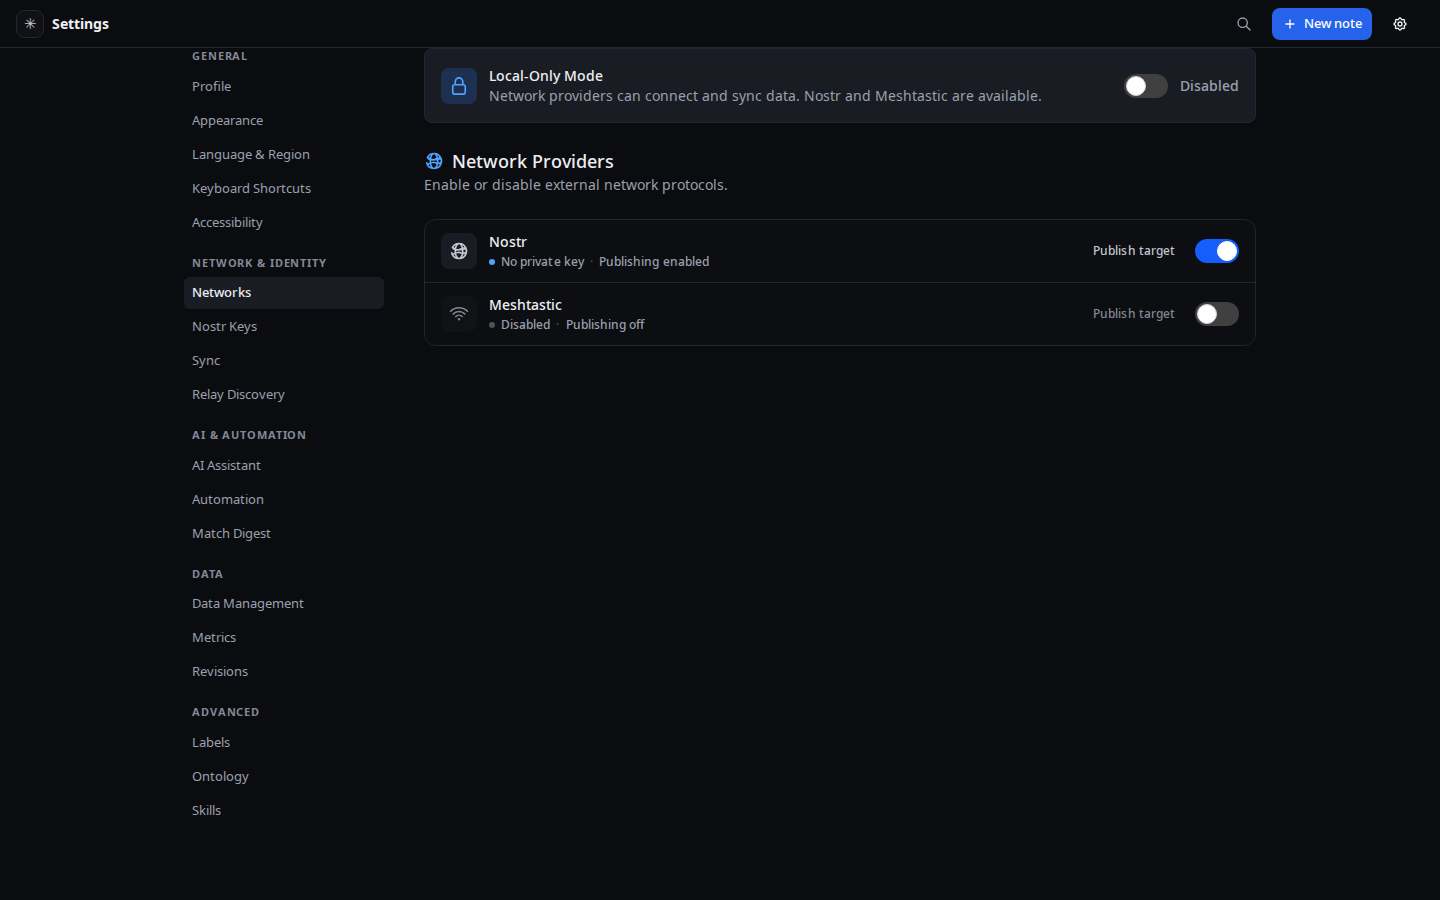 Settings
New note
GENERAL
Profile
Appearance
Language & Region
Keyboard Shortcuts
Accessibility
NETWORK & IDENTITY
Networks
Nostr Keys
Sync
Relay Discovery
AI & AUTOMATION
AI Assistant
Automation
Match Digest
DATA
Data Management
Metrics
Revisions
ADVANCED
Labels
Ontology
Skills
Local-Only Mode
Network providers can connect and sync data. Nostr and Meshtastic are available.
Disabled
Network Providers
Enable or disable external network protocols.
Nostr
No private key · Publishing enabled
Publish target
Meshtastic
Disabled · Publishing off
Publish target